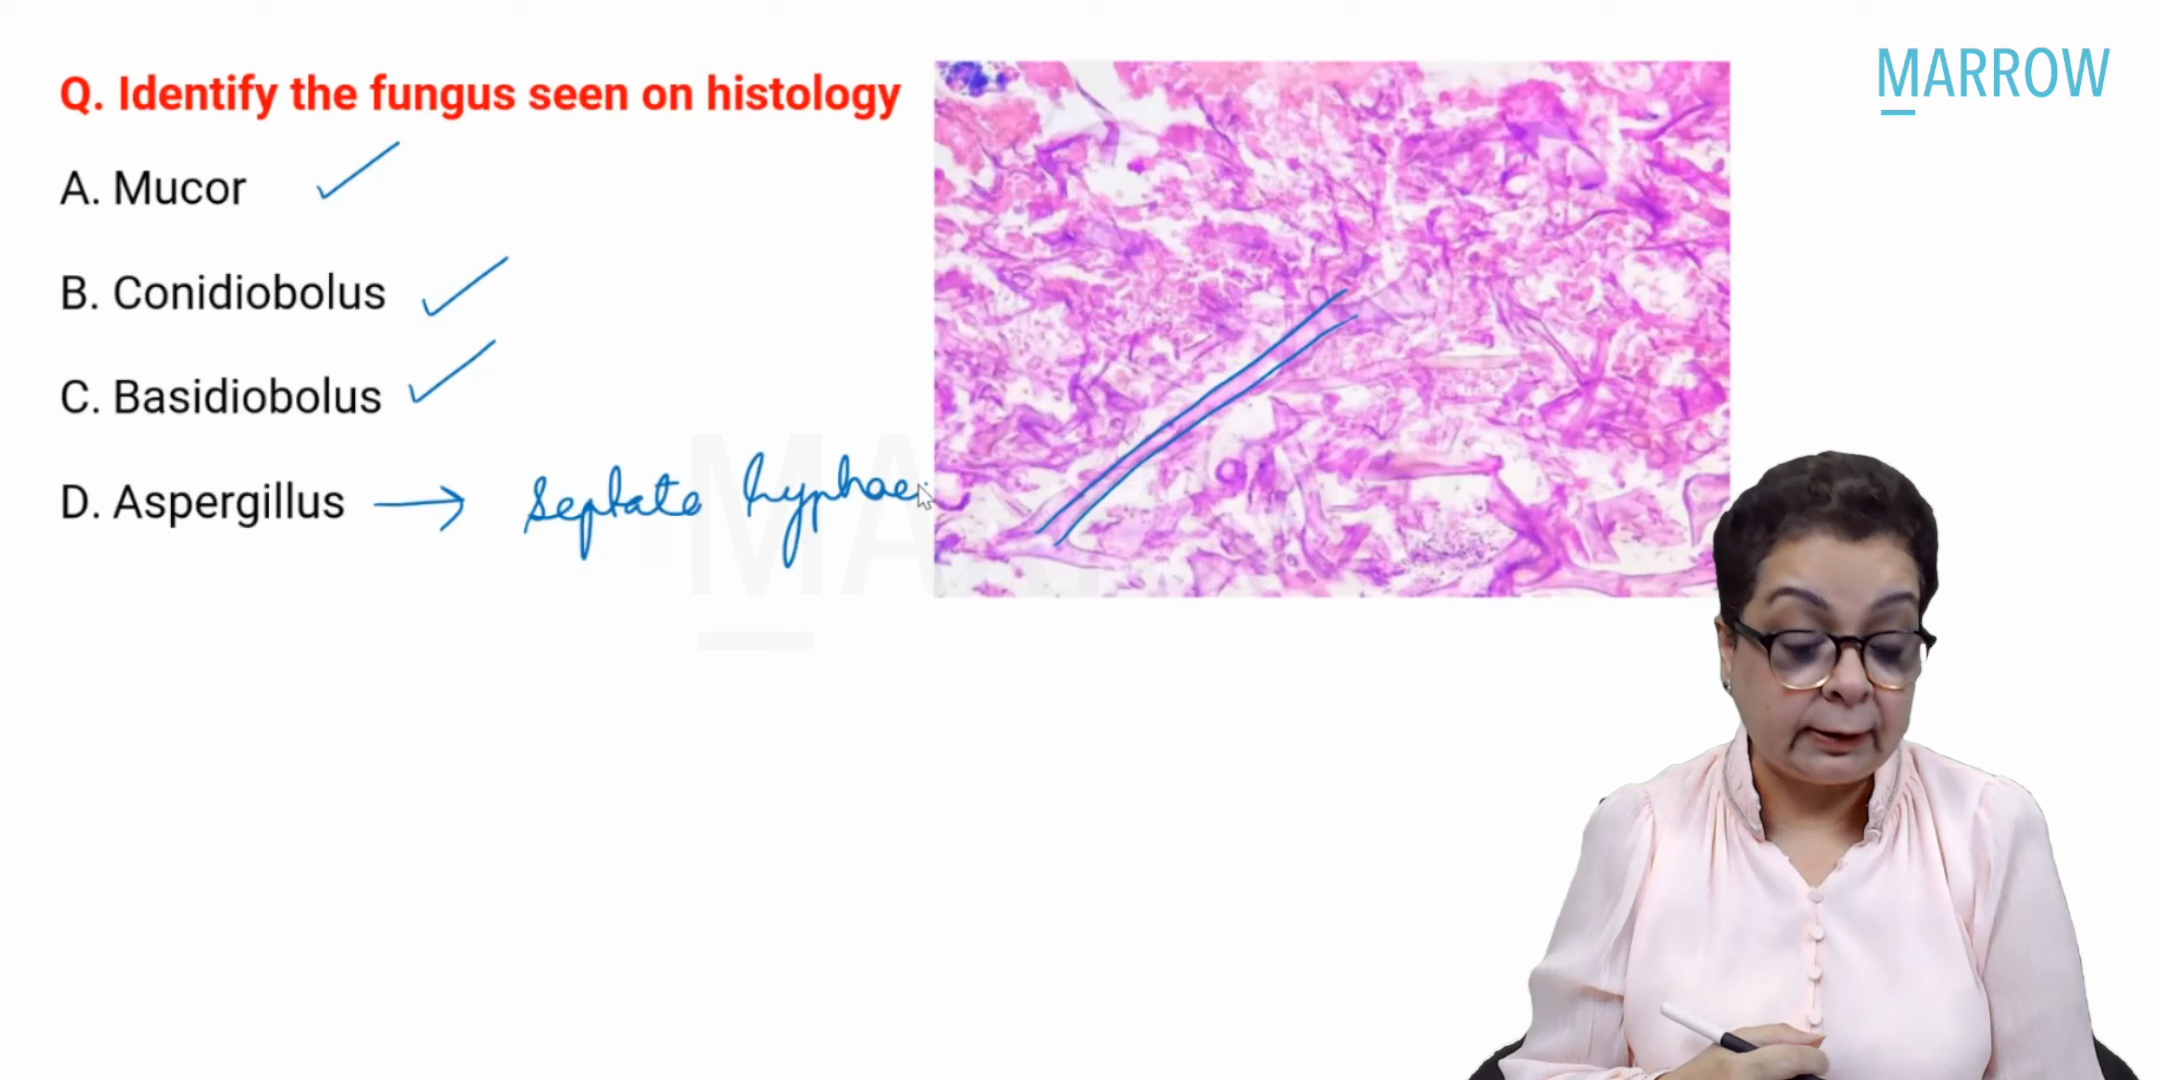 MARROW
Q. Identify the fungus seen on histology
A. Mucor
B. Conidiobolus
C. Basidiobolus
D. Aspergillus → Septate hyphae